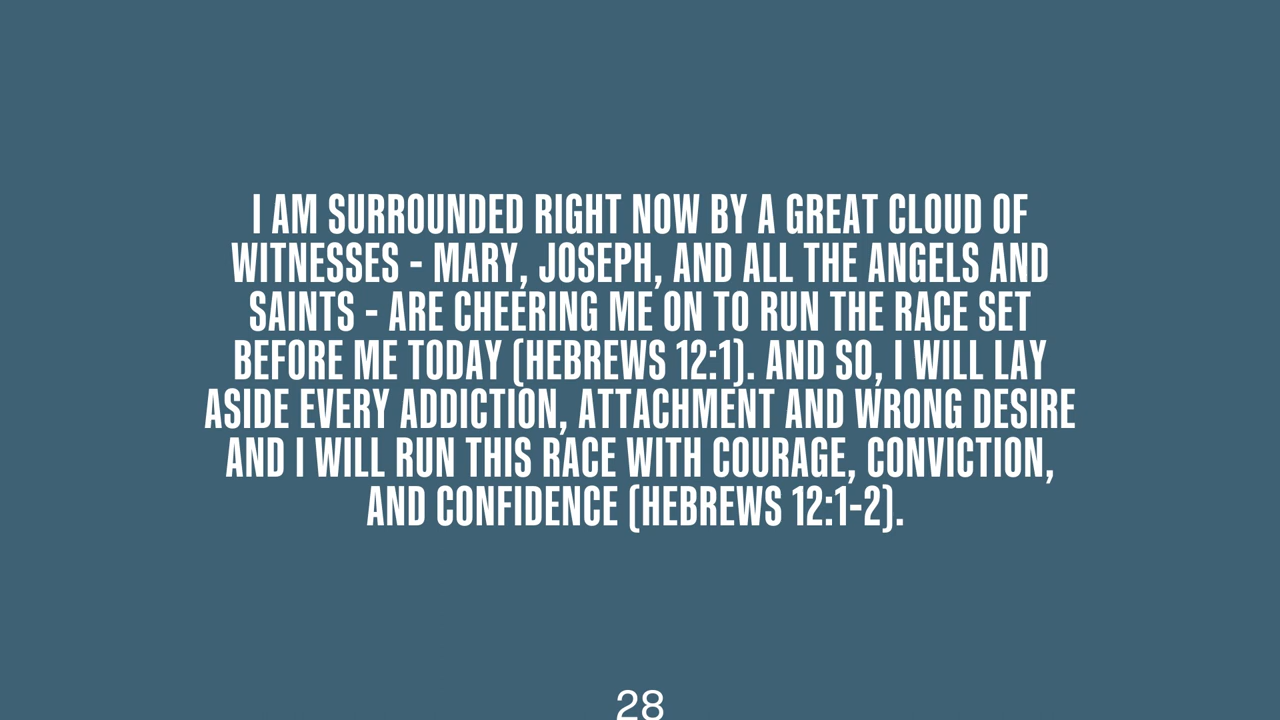 I AM SURROUNDED RIGHT NOW BY A GREAT CLOUD OF
WITNESSES - MARY, JOSEPH, AND ALL THE ANGELS AND
SAINTS - ARE CHEERING ME ON TO RUN THE RACE SET
BEFORE ME TODAY (HEBREWS 12:1). AND SO, I WILL LAY
ASIDE EVERY ADDICTION, ATTACHMENT AND WRONG DESIRE
AND I WILL RUN THIS RACE WITH COURAGE, CONVICTION,
AND CONFIDENCE (HEBREWS 12:1-2).
28